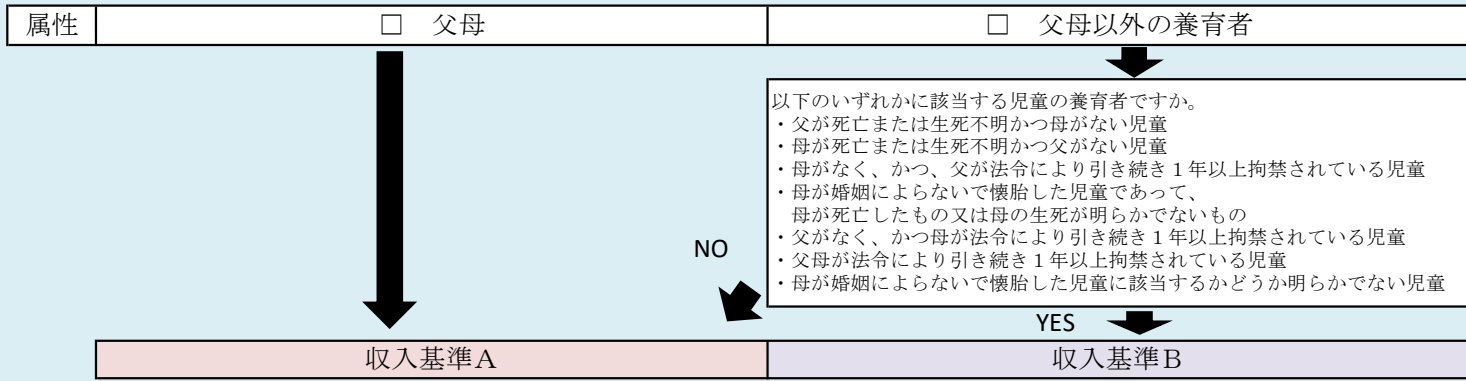 属性 □ 父母 □ 父母以外の養育者
以下のいずれかに該当する児童の養育者ですか。
・父が死亡または生死不明かつ母がない児童
・母が死亡または生死不明かつ父がない児童
・母がなく、かつ、父が法令により引き続き１年以上拘禁されている児童
・母が婚姻によらないで懐胎した児童であって、
母が死亡したもの又は母の生死が明らかでないもの
・父がなく、かつ母が法令により引き続き１年以上拘禁されている児童
・父母が法令により引き続き１年以上拘禁されている児童
・母が婚姻によらないで懐胎した児童に該当するかどうか明らかでない児童
NO
YES
収入基準Ａ 収入基準Ｂ